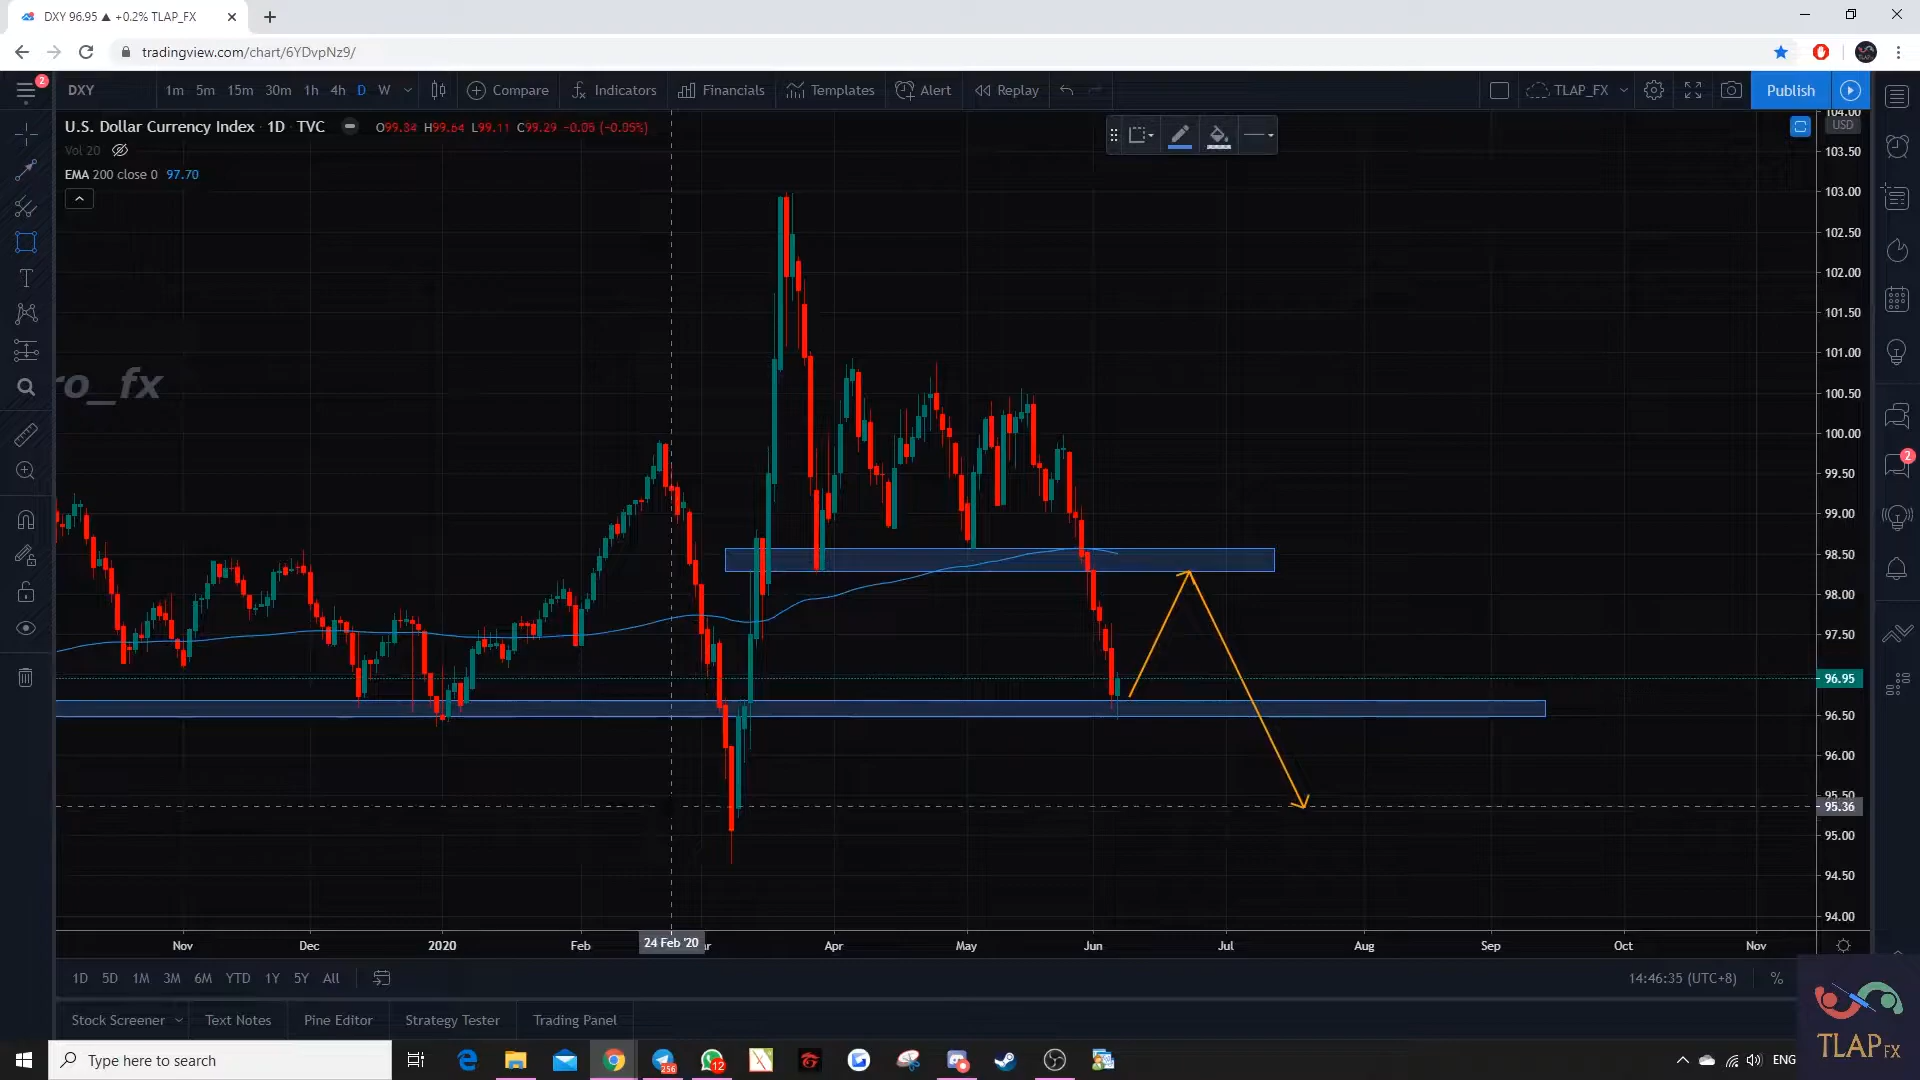 DXY 96.95 ▲ +0.2% TLAP_FX
tradingview.com/chart/6YDvpNz9/
2
DXY 1m 5m 15m 30m 1h 4h D W Compare Indicators Financials Templates Alert Replay TLAP_FX Publish
U.S. Dollar Currency Index · 1D · TVC O99.34 H99.64 L99.11 C99.29 -0.05 (-0.05%)
Vol 20
EMA 200 close 0 97.70
ro_fx
104.00
USD
103.50
103.00
102.50
102.00
101.50
101.00
100.50
100.00
99.50
99.00
98.50
98.00
97.50
96.95
96.50
96.00
95.50
95.36
95.00
94.50
94.00
2
Nov Dec 2020 Feb 24 Feb '20 Apr May Jun Jul Aug Sep Oct Nov
1D 5D 1M 3M 6M YTD 1Y 5Y All 14:46:35 (UTC+8) %
Stock Screener Text Notes Pine Editor Strategy Tester Trading Panel
TLAP FX
Type here to search 256 12 ENG